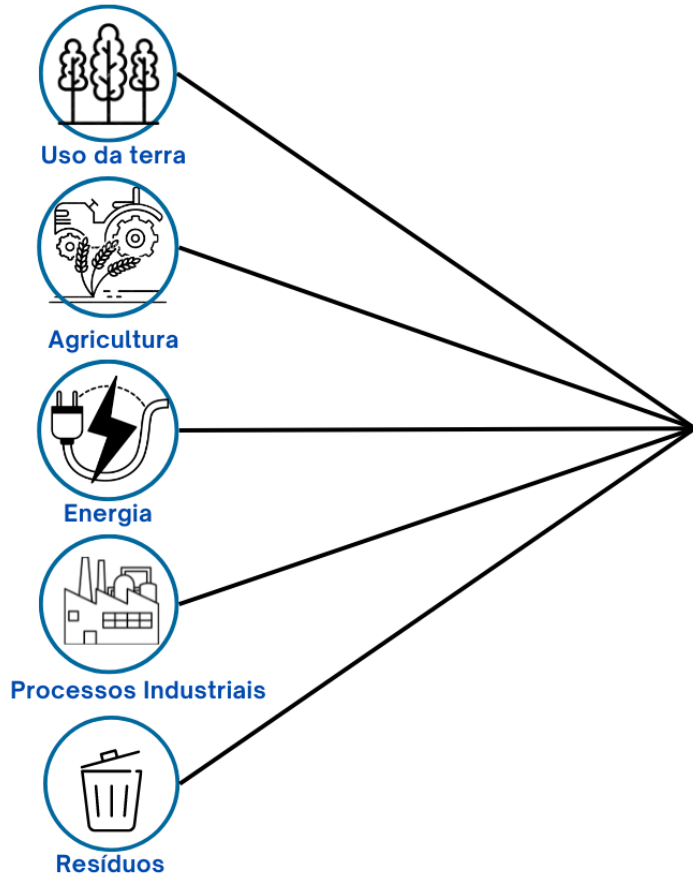 Uso da terra
Agricultura
Energia
Processos Industriais
Resíduos